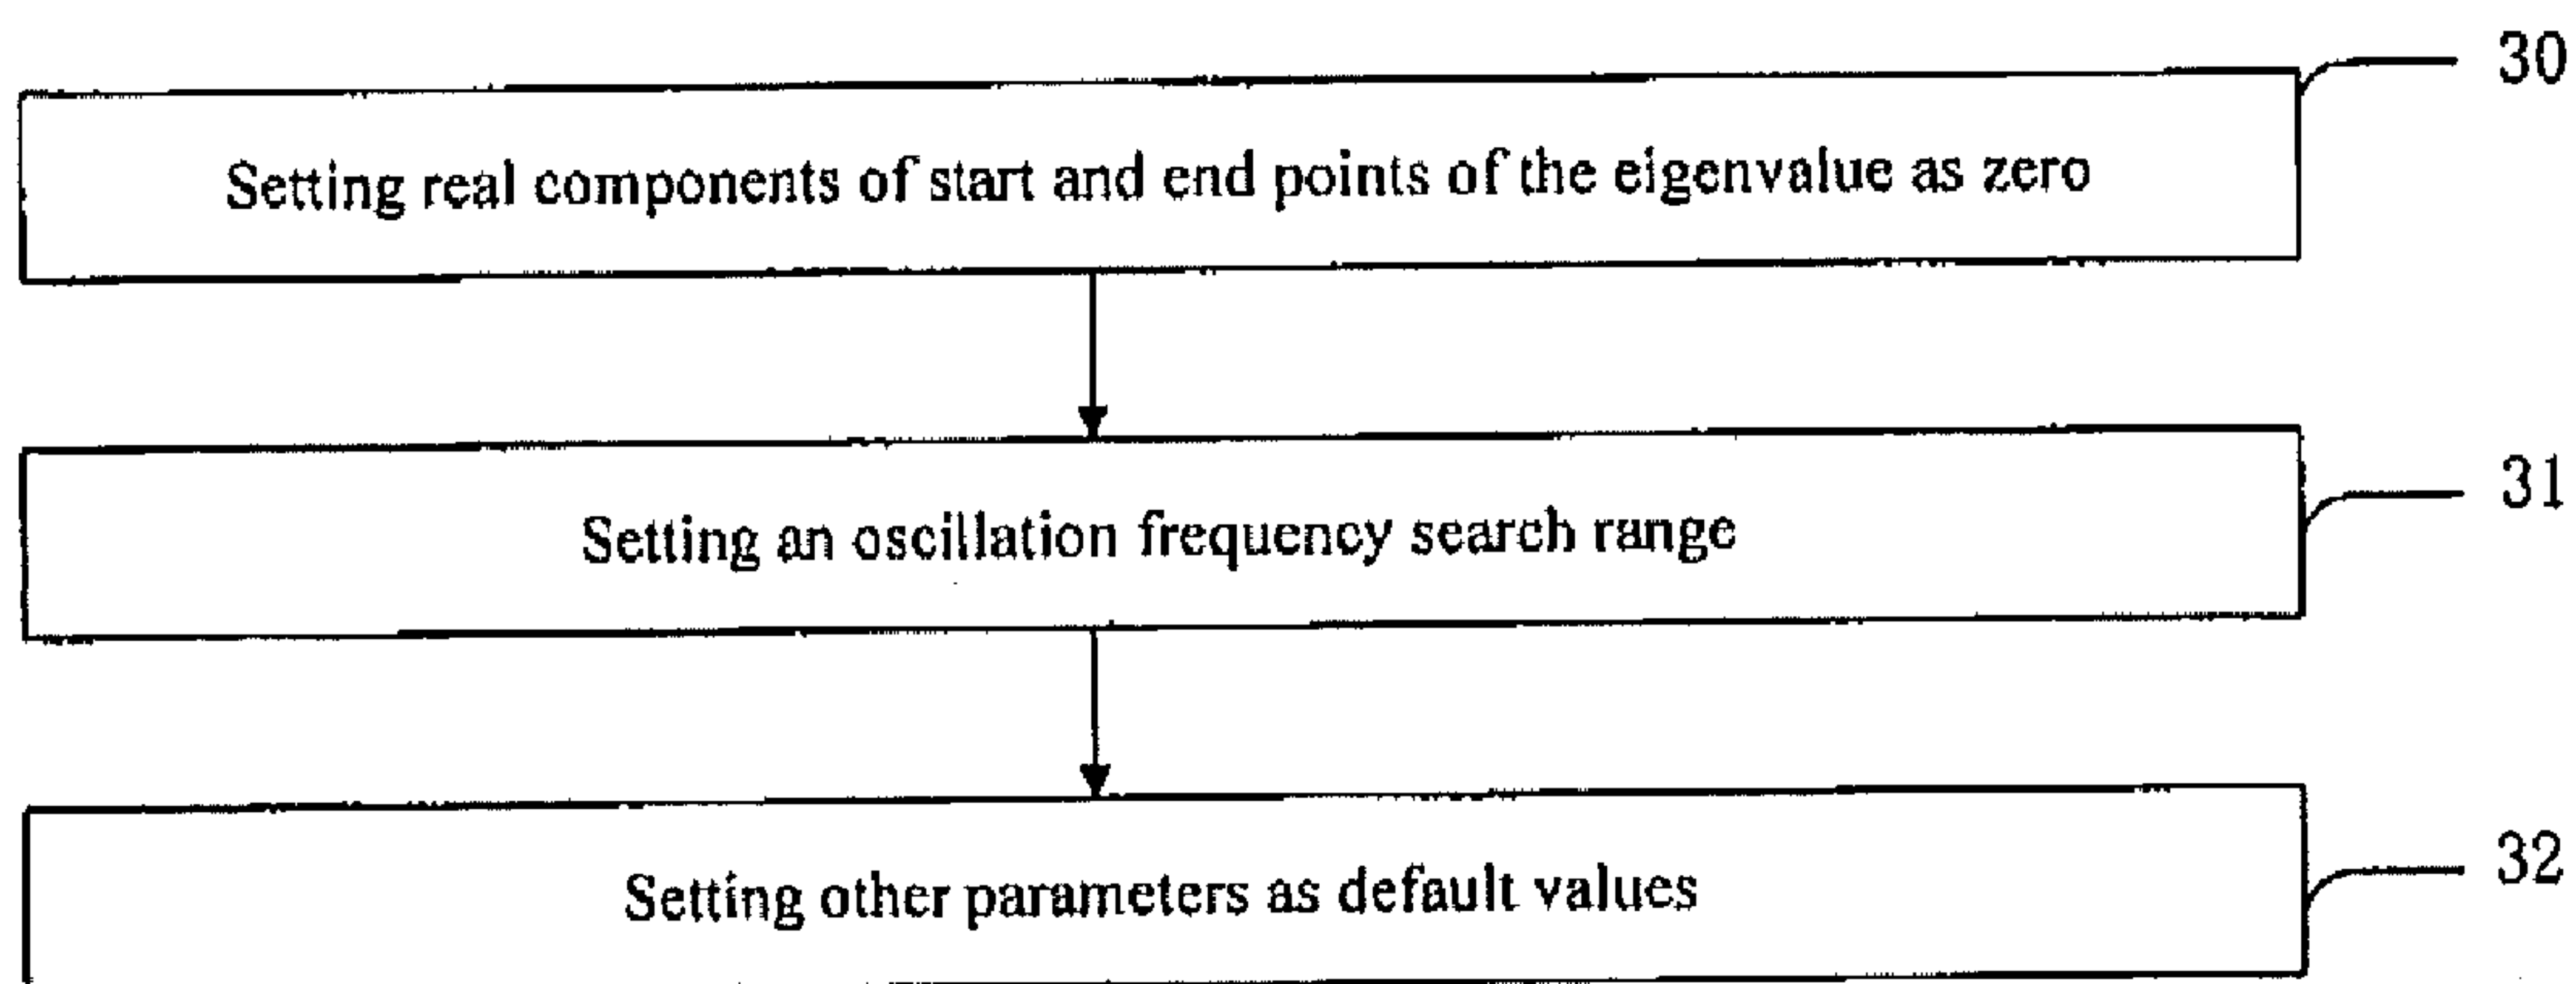 30
Setting real components of start and end points of the eigenvalue as zero
31
Setting an oscillation frequency search range
32
Setting other parameters as default values